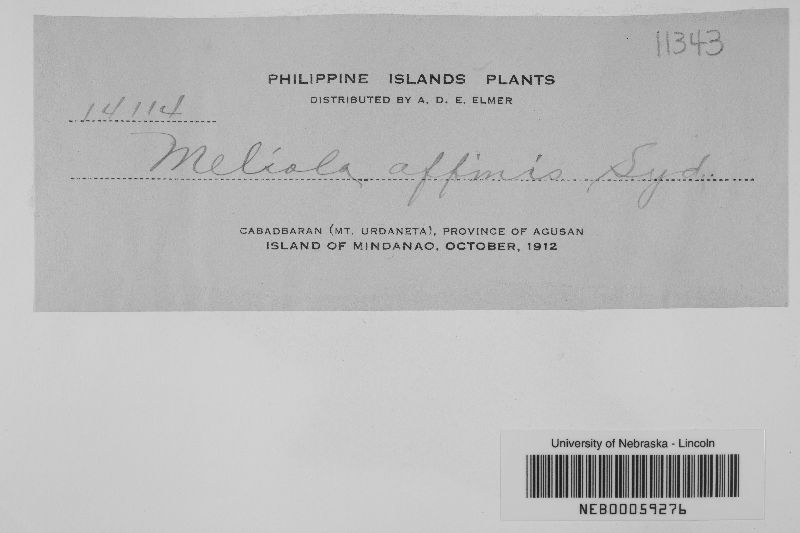 11343
PHILIPPINE ISLANDS PLANTS
DISTRIBUTED BY A. D. E. ELMER
14114
Meliola affinis Syd.
CABADBARAN (MT. URDANETA), PROVINCE OF AGUSAN
ISLAND OF MINDANAO, OCTOBER, 1912
University of Nebraska - Lincoln
NEB00059276